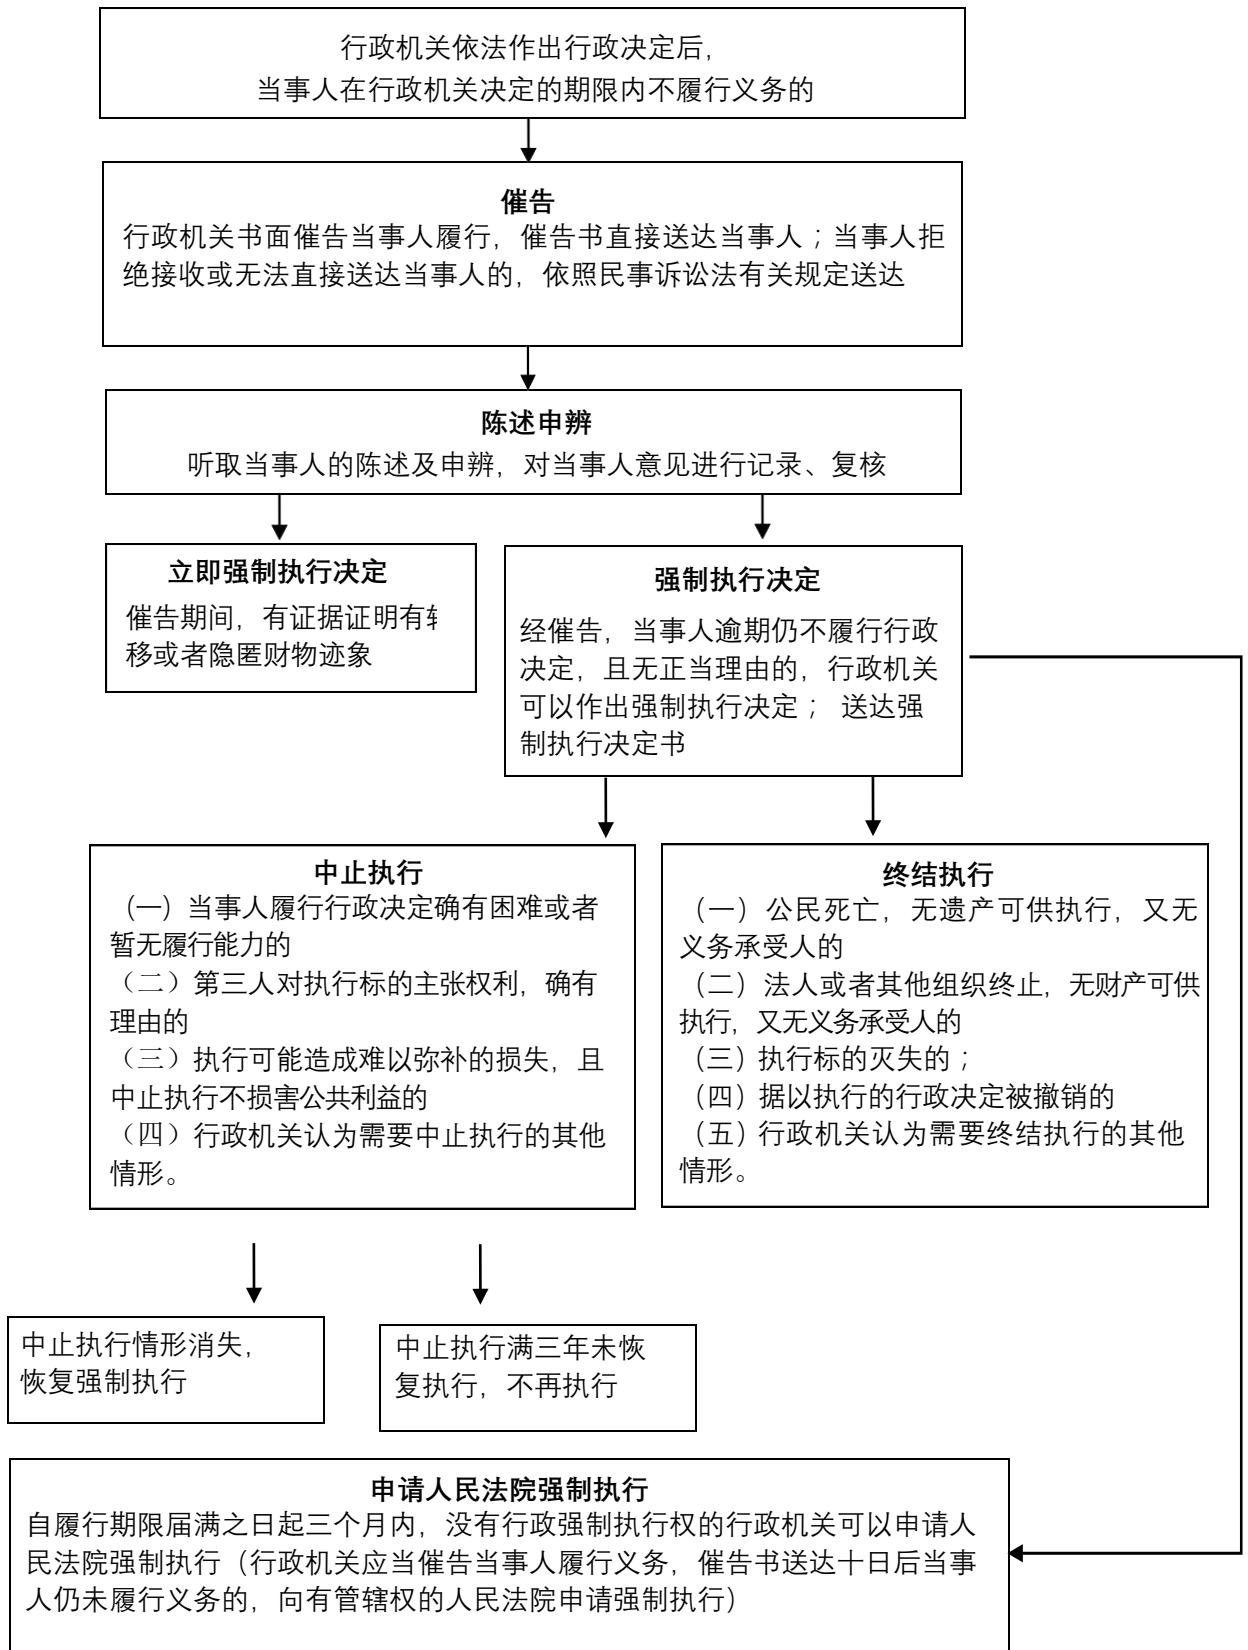 行政机关依法作出行政决定后，
当事人在行政机关决定的期限内不履行义务的
催告
行政机关书面催告当事人履行，催告书直接送达当事人；当事人拒
绝接收或无法直接送达当事人的，依照民事诉讼法有关规定送达
陈述申辨
听取当事人的陈述及申辨，对当事人意见进行记录、复核
立即强制执行决定
催告期间，有证据证明有转
移或者隐匿财物迹象
强制执行决定
经催告，当事人逾期仍不履行行政
决定，且无正当理由的，行政机关
可以作出强制执行决定； 送达强
制执行决定书
中止执行
（一）当事人履行行政决定确有困难或者
暂无履行能力的
（二）第三人对执行标的主张权利，确有
理由的
（三）执行可能造成难以弥补的损失，且
中止执行不损害公共利益的
（四）行政机关认为需要中止执行的其他
情形。
终结执行
（一）公民死亡，无遗产可供执行，又无
义务承受人的
（二）法人或者其他组织终止，无财产可供
执行，又无义务承受人的
（三）执行标的灭失的；
（四）据以执行的行政决定被撤销的
（五）行政机关认为需要终结执行的其他
情形。
中止执行情形消失，
恢复强制执行
中止执行满三年未恢
复执行，不再执行
申请人民法院强制执行
自履行期限届满之日起三个月内，没有行政强制执行权的行政机关可以申请人
民法院强制执行（行政机关应当催告当事人履行义务，催告书送达十日后当事
人仍未履行义务的，向有管辖权的人民法院申请强制执行）